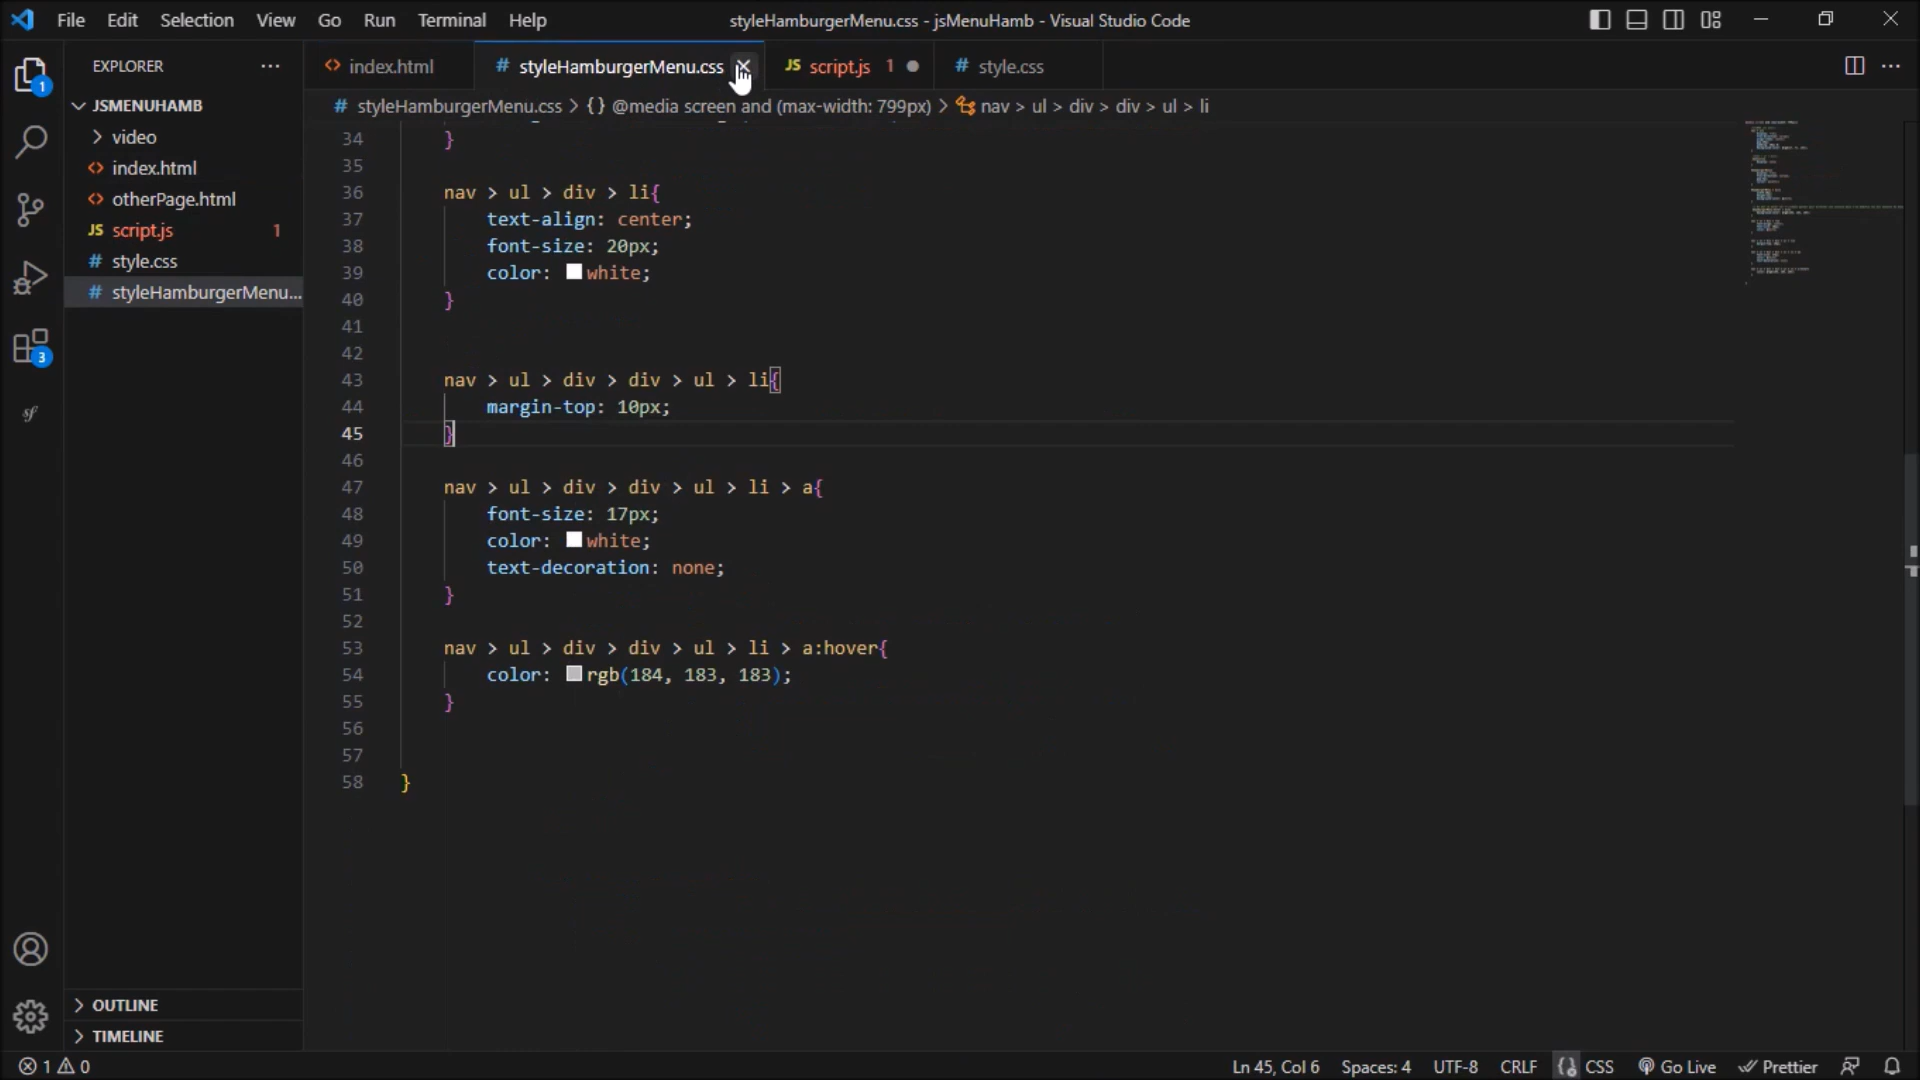 File Edit Selection View Go Run Terminal Help
styleHamburgerMenu.css - jsMenuHamb - Visual Studio Code
EXPLORER
index.html
# styleHamburgerMenu.css
JS script.js 1
# style.css
# styleHamburgerMenu.css > {} @media screen and (max-width: 799px) > nav > ul > div > div > ul > li
JSMENUHAMB
video
index.html
otherPage.html
JS script.js 1
# style.css
# styleHamburgerMenu...
1
3
sf
34 }
35
36 nav > ul > div > li{
37 text-align: center;
38 font-size: 20px;
39 color: white;
40 }
41
42
43 nav > ul > div > div > ul > li{
44 margin-top: 10px;
45 }
46
47 nav > ul > div > div > ul > li > a{
48 font-size: 17px;
49 color: white;
50 text-decoration: none;
51 }
52
53 nav > ul > div > div > ul > li > a:hover{
54 color: rgb(184, 183, 183);
55 }
56
57
58 }
OUTLINE
TIMELINE
1 0
Ln 45, Col 6 Spaces: 4 UTF-8 CRLF CSS Go Live Prettier